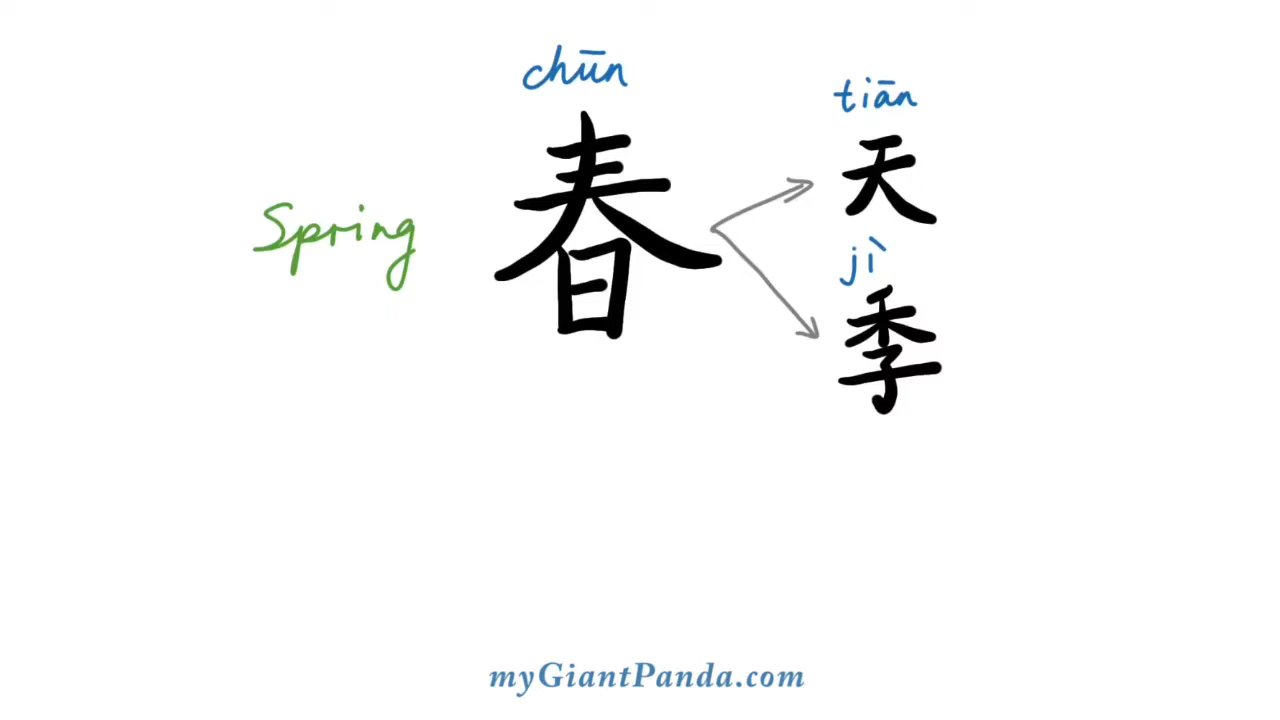 chūn
春
Spring
tiān
天
jì
季
myGiantPanda.com